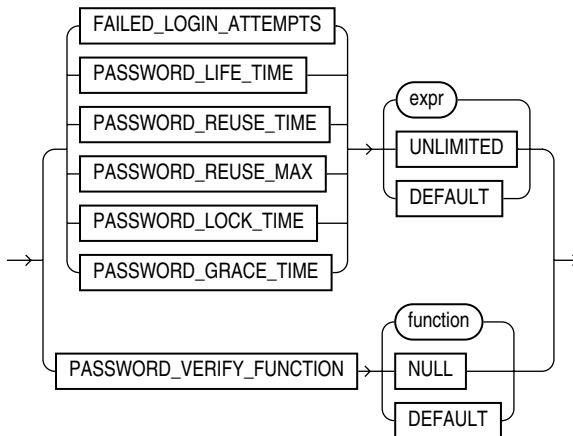 FAILED_LOGIN_ATTEMPTS
PASSWORD_LIFE_TIME
PASSWORD_REUSE_TIME
PASSWORD_REUSE_MAX
PASSWORD_LOCK_TIME
PASSWORD_GRACE_TIME
expr
UNLIMITED
DEFAULT
PASSWORD_VERIFY_FUNCTION
function
NULL
DEFAULT